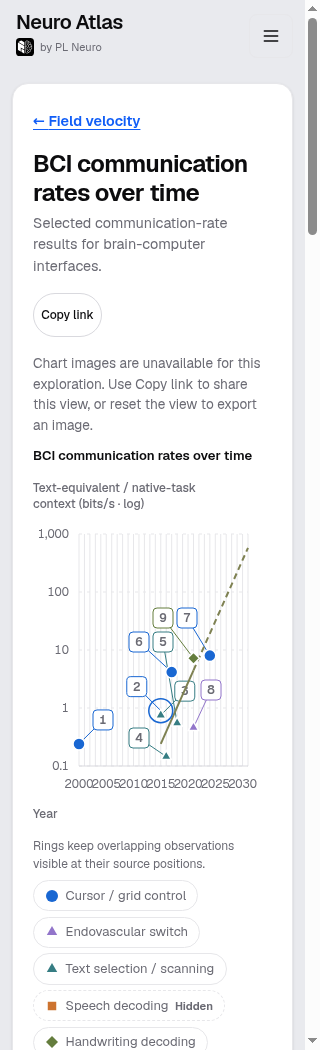 Neuro Atlas
by PL Neuro
← Field velocity
BCI communication
rates over time
Selected communication-rate
results for brain-computer
interfaces.
Copy link
Chart images are unavailable for this
exploration. Use Copy link to share
this view, or reset the view to export
an image.
BCI communication rates over time
Text-equivalent / native-task
context (bits/s · log)
1,000
100
9 7
10
6 5
2 3 8
1
1
4
0.1
2000 2005 2010 2015 2020 2025 2030
Year
Rings keep overlapping observations
visible at their source positions.
Cursor / grid control
Endovascular switch
Text selection / scanning
Speech decoding Hidden
Handwriting decoding